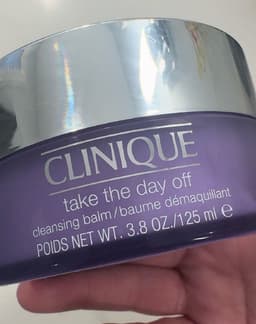 CLINIQUE
take the day off
cleansing balm/baume démaquillant
POIDS NET WT. 3.8 OZ./125 ml ℮